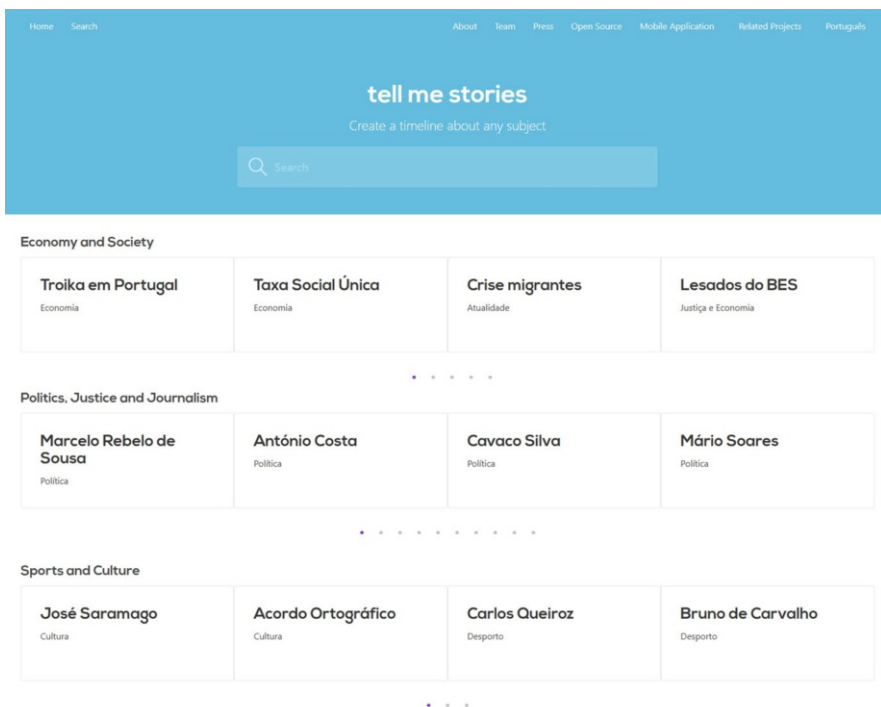 Home Search About Team Press Open Source Mobile Application Related Projects Português
tell me stories
Create a timeline about any subject
Search
Economy and Society
Troika em Portugal Taxa Social Única Crise migrantes Lesados do BES
Economia Economia Atualidade Justiça e Economia
Politics, Justice and Journalism
Marcelo Rebelo de António Costa Cavaco Silva Mário Soares
Sousa Política Política Política
Política
Sports and Culture
José Saramago Acordo Ortográfico Carlos Queiroz Bruno de Carvalho
Cultura Cultura Desporto Desporto